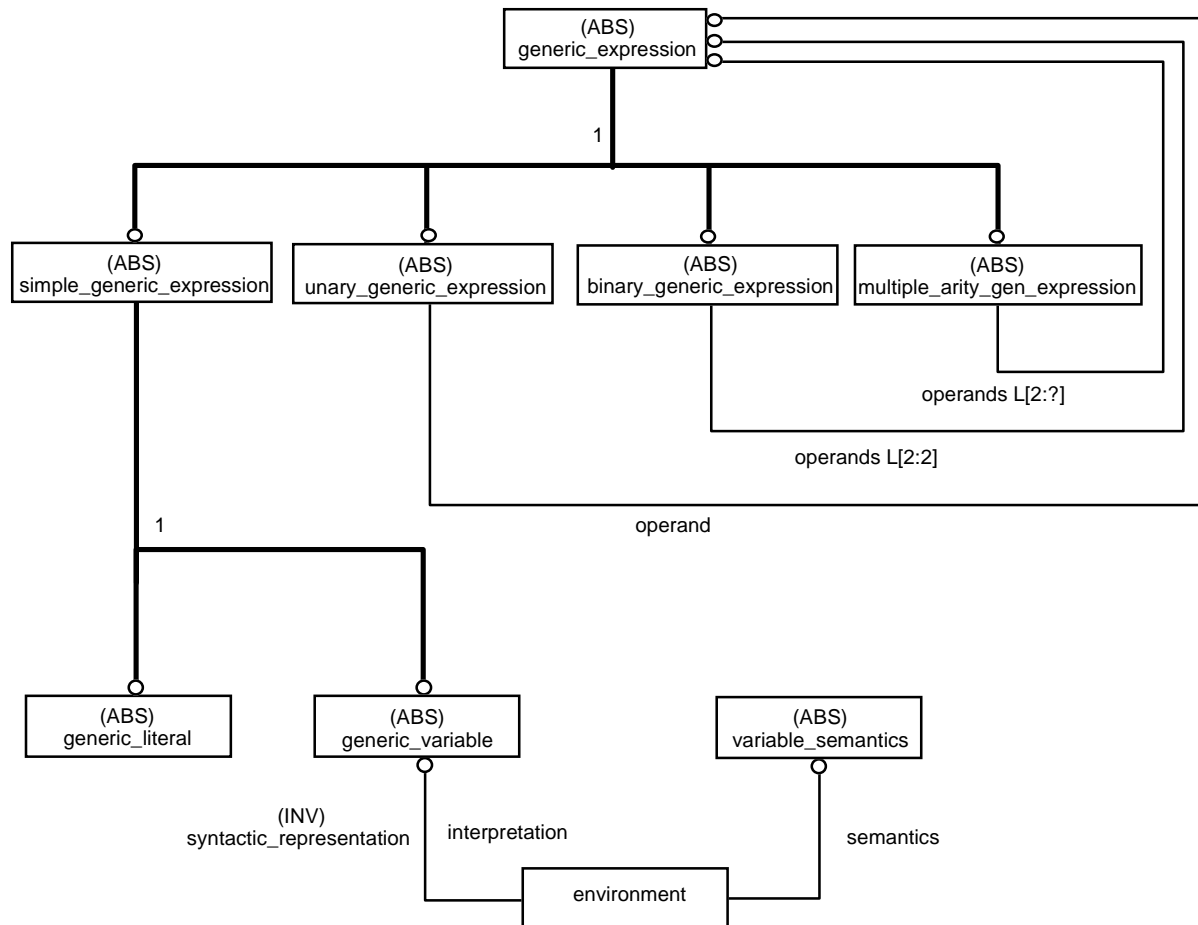 (ABS)
generic_expression
1
(ABS)
simple_generic_expression
(ABS)
unary_generic_expression
(ABS)
binary_generic_expression
(ABS)
multiple_arity_gen_expression
operands L[2:?]
operands L[2:2]
operand
1
(ABS)
generic_literal
(ABS)
generic_variable
(ABS)
variable_semantics
(INV)
syntactic_representation
interpretation
semantics
environment